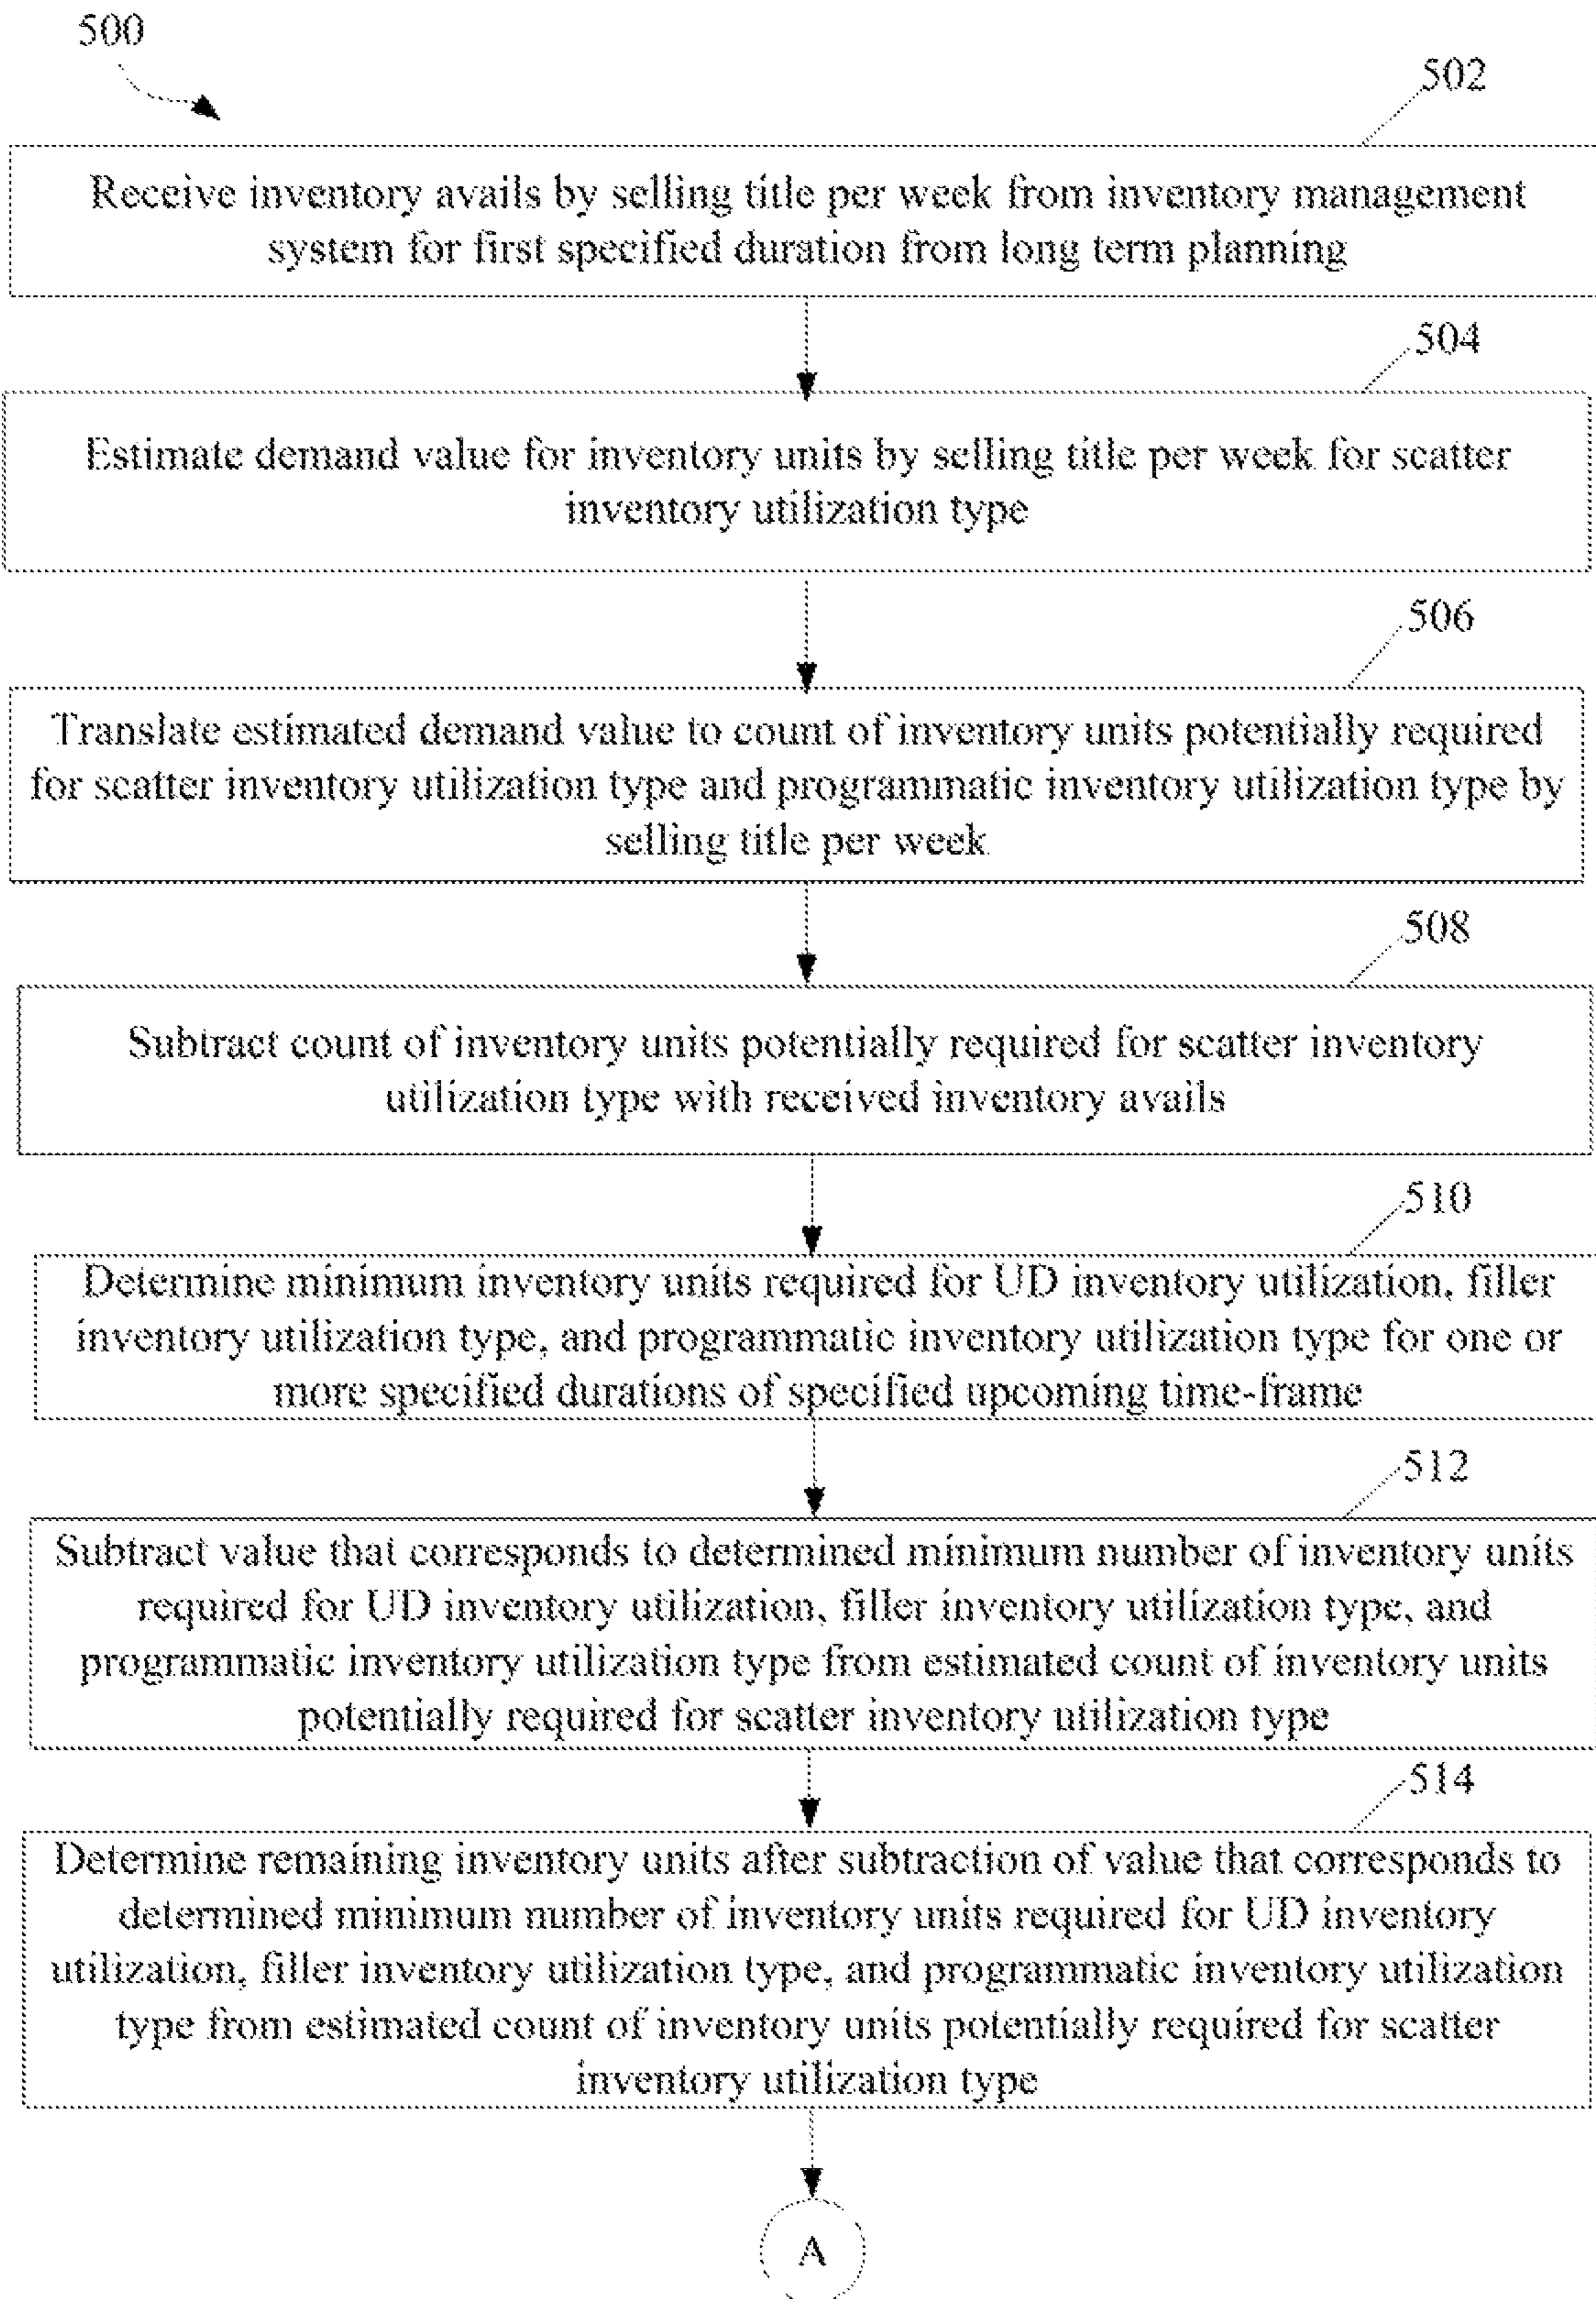 500
502
Receive inventory avails by selling title per week from inventory management
system for first specified duration from long term planning
504
Estimate demand value for inventory units by selling title per week for scatter
inventory utilization type
506
Translate estimated demand value to count of inventory units potentially required
for scatter inventory utilization type and programmatic inventory utilization type by
selling title per week
508
Subtract count of inventory units potentially required for scatter inventory
utilization type with received inventory avails
510
Determine minimum inventory units required for UD inventory utilization, filler
inventory utilization type, and programmatic inventory utilization type for one or
more specified durations of specified upcoming time-frame
512
Subtract value that corresponds to determined minimum number of inventory units
required for UD inventory utilization, filler inventory utilization type, and
programmatic inventory utilization type from estimated count of inventory units
potentially required for scatter inventory utilization type
514
Determine remaining inventory units after subtraction of value that corresponds to
determined minimum number of inventory units required for UD inventory
utilization, filler inventory utilization type, and programmatic inventory utilization
type from estimated count of inventory units potentially required for scatter
inventory utilization type
A